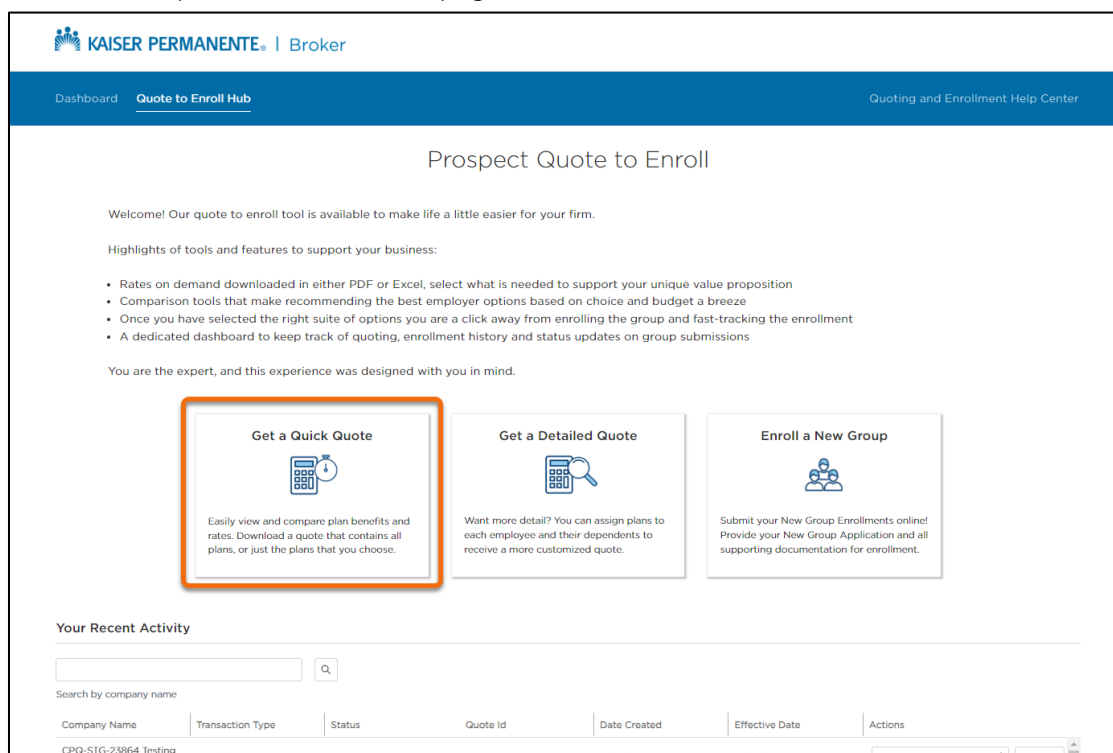 KAISER PERMANENTE® | Broker
Dashboard Quote to Enroll Hub Quoting and Enrollment Help Center
Prospect Quote to Enroll
Welcome! Our quote to enroll tool is available to make life a little easier for your firm.
Highlights of tools and features to support your business:
• Rates on demand downloaded in either PDF or Excel, select what is needed to support your unique value proposition
• Comparison tools that make recommending the best employer options based on choice and budget a breeze
• Once you have selected the right suite of options you are a click away from enrolling the group and fast-tracking the enrollment
• A dedicated dashboard to keep track of quoting, enrollment history and status updates on group submissions
You are the expert, and this experience was designed with you in mind.
Get a Quick Quote
Easily view and compare plan benefits and
rates. Download a quote that contains all
plans, or just the plans that you choose.
Get a Detailed Quote
Want more detail? You can assign plans to
each employee and their dependents to
receive a more customized quote.
Enroll a New Group
Submit your New Group Enrollments online!
Provide your New Group Application and all
supporting documentation for enrollment.
Your Recent Activity
Search by company name
Company Name Transaction Type Status Quote Id Date Created Effective Date Actions
CPQ-STG-23864 Testing